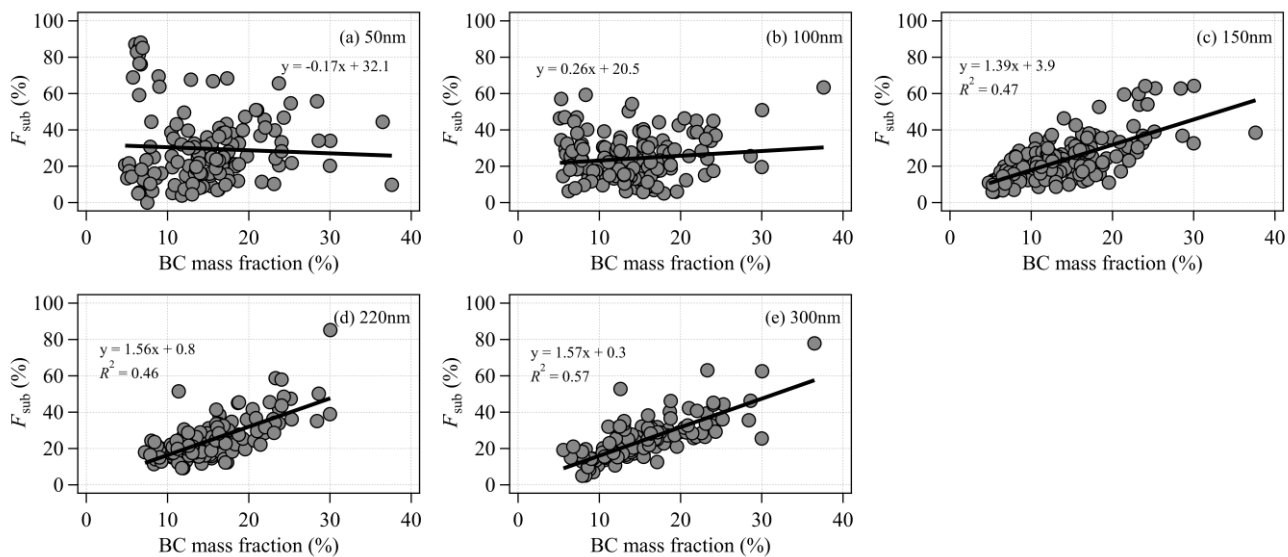 100
80
60
40
20
0
F_sub (%)
(a) 50nm
y = -0.17x + 32.1
0 10 20 30 40
BC mass fraction (%)
100
80
60
40
20
0
F_sub (%)
(b) 100nm
y = 0.26x + 20.5
0 10 20 30 40
BC mass fraction (%)
100
80
60
40
20
0
F_sub (%)
(c) 150nm
y = 1.39x + 3.9
R² = 0.47
0 10 20 30 40
BC mass fraction (%)
100
80
60
40
20
0
F_sub (%)
(d) 220nm
y = 1.56x + 0.8
R² = 0.46
0 10 20 30 40
BC mass fraction (%)
100
80
60
40
20
0
F_sub (%)
(e) 300nm
y = 1.57x + 0.3
R² = 0.57
0 10 20 30 40
BC mass fraction (%)